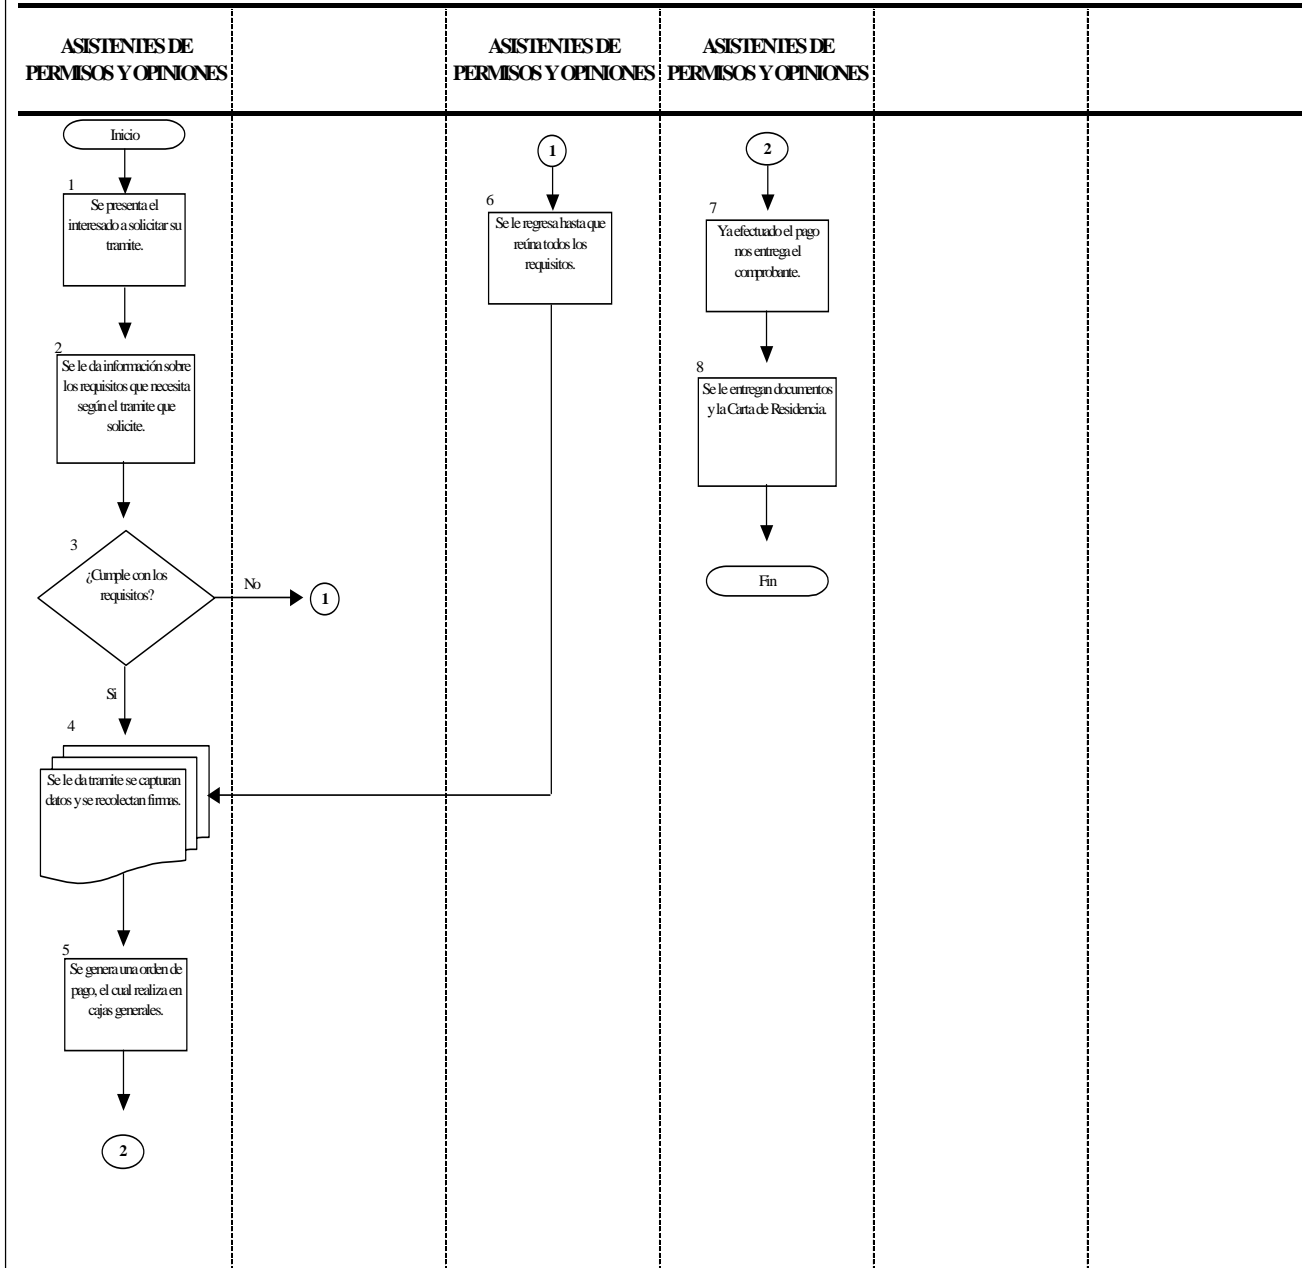 ASISTENTES DE
PERMISOS Y OPINIONES
ASISTENTES DE
PERMISOS Y OPINIONES
ASISTENTES DE
PERMISOS Y OPINIONES
Inicio
1
Se presenta el
interesado a solicitar su
tramite.
2
Se le da información sobre
los requisitos que necesita
según el tramite que
solicite.
3
¿Cumple con los
requisitos?
No
1
Si
4
Se le da tramite se capturan
datos y se recolectan firmas.
5
Se genera una orden de
pago, el cual realiza en
cajas generales.
2
1
6
Se le regresa hasta que
reúna todos los
requisitos.
2
7
Ya efectuado el pago
nos entrega el
comprobante.
8
Se le entregan documentos
y la Carta de Residencia.
Fin